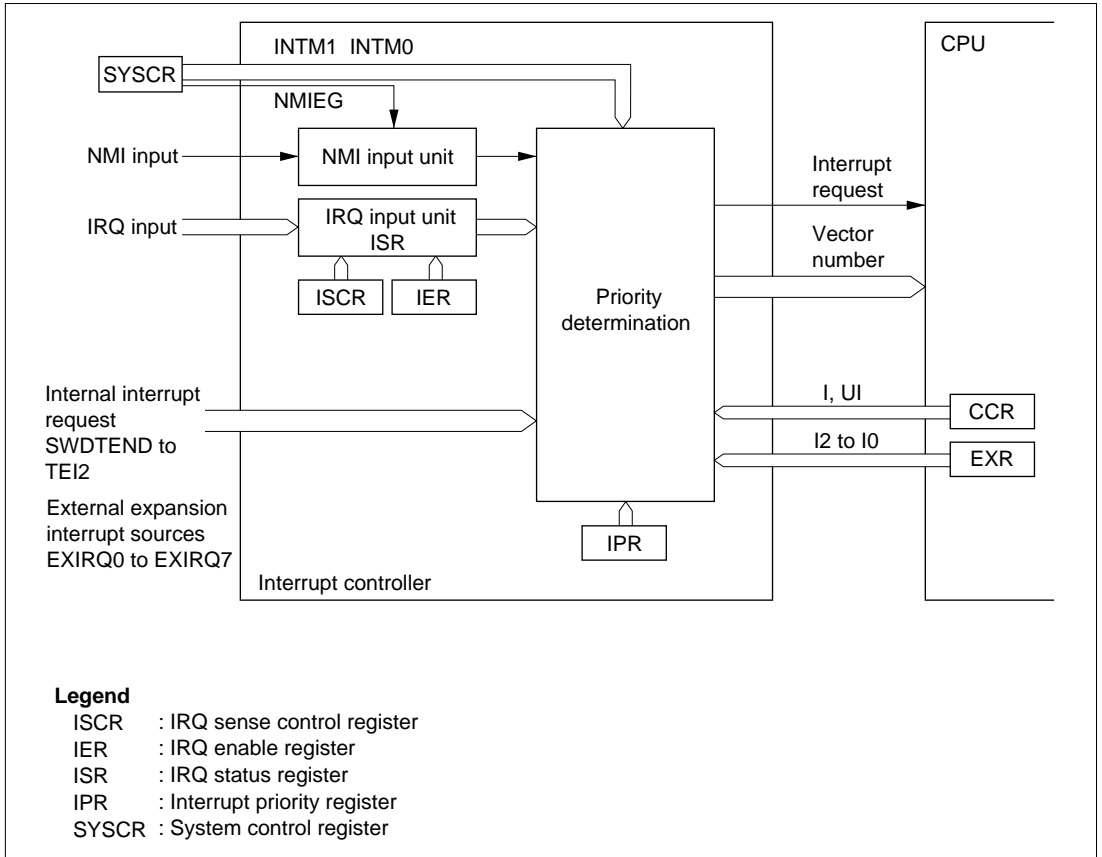 INTM1 INTM0
CPU
SYSCR
NMIEG
NMI input
NMI input unit
Interrupt
request
IRQ input
IRQ input unit
ISR
Vector
number
ISCR
IER
Priority
determination
Internal interrupt
request
SWDTEND to
TEI2
I, UI
CCR
I2 to I0
EXR
External expansion
interrupt sources
EXIRQ0 to EXIRQ7
IPR
Interrupt controller
Legend
ISCR : IRQ sense control register
IER : IRQ enable register
ISR : IRQ status register
IPR : Interrupt priority register
SYSCR : System control register